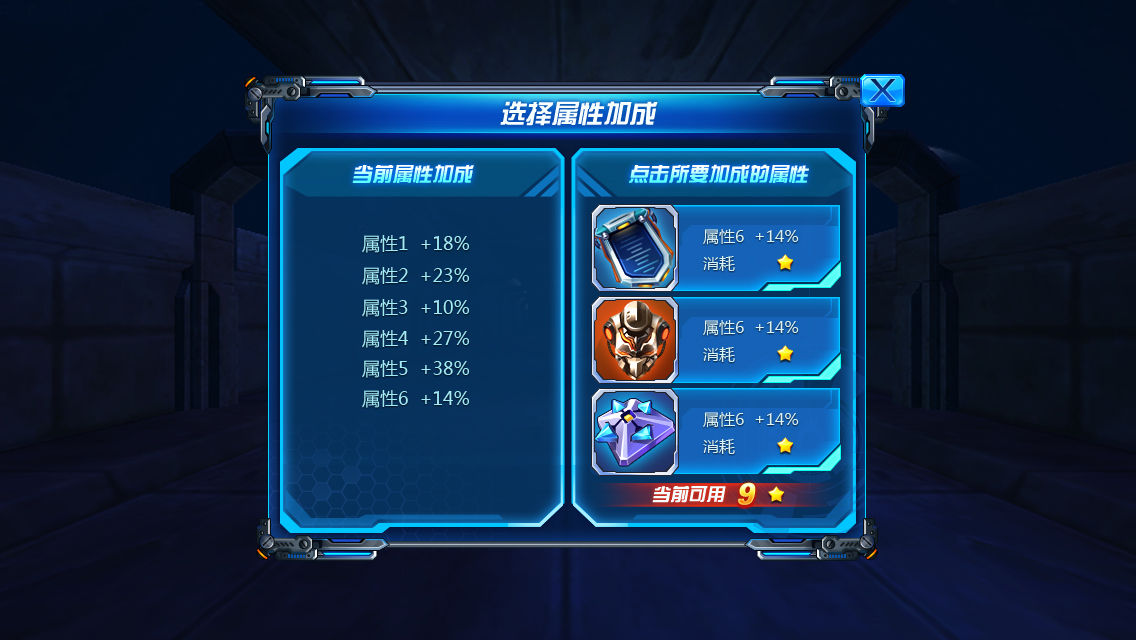 选择属性加成
当前属性加成
属性1 +18%
属性2 +23%
属性3 +10%
属性4 +27%
属性5 +38%
属性6 +14%
点击所要加成的属性
属性6 +14%
消耗
属性6 +14%
消耗
属性6 +14%
消耗
当前可用 9